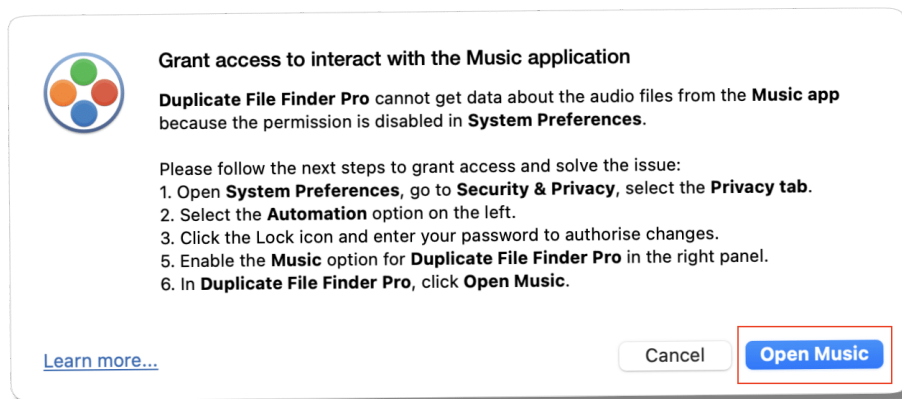 Grant access to interact with the Music application
Duplicate File Finder Pro cannot get data about the audio files from the Music app
because the permission is disabled in System Preferences.
Please follow the next steps to grant access and solve the issue:
1. Open System Preferences, go to Security & Privacy, select the Privacy tab.
2. Select the Automation option on the left.
3. Click the Lock icon and enter your password to authorise changes.
5. Enable the Music option for Duplicate File Finder Pro in the right panel.
6. In Duplicate File Finder Pro, click Open Music.
Learn more...
Cancel
Open Music